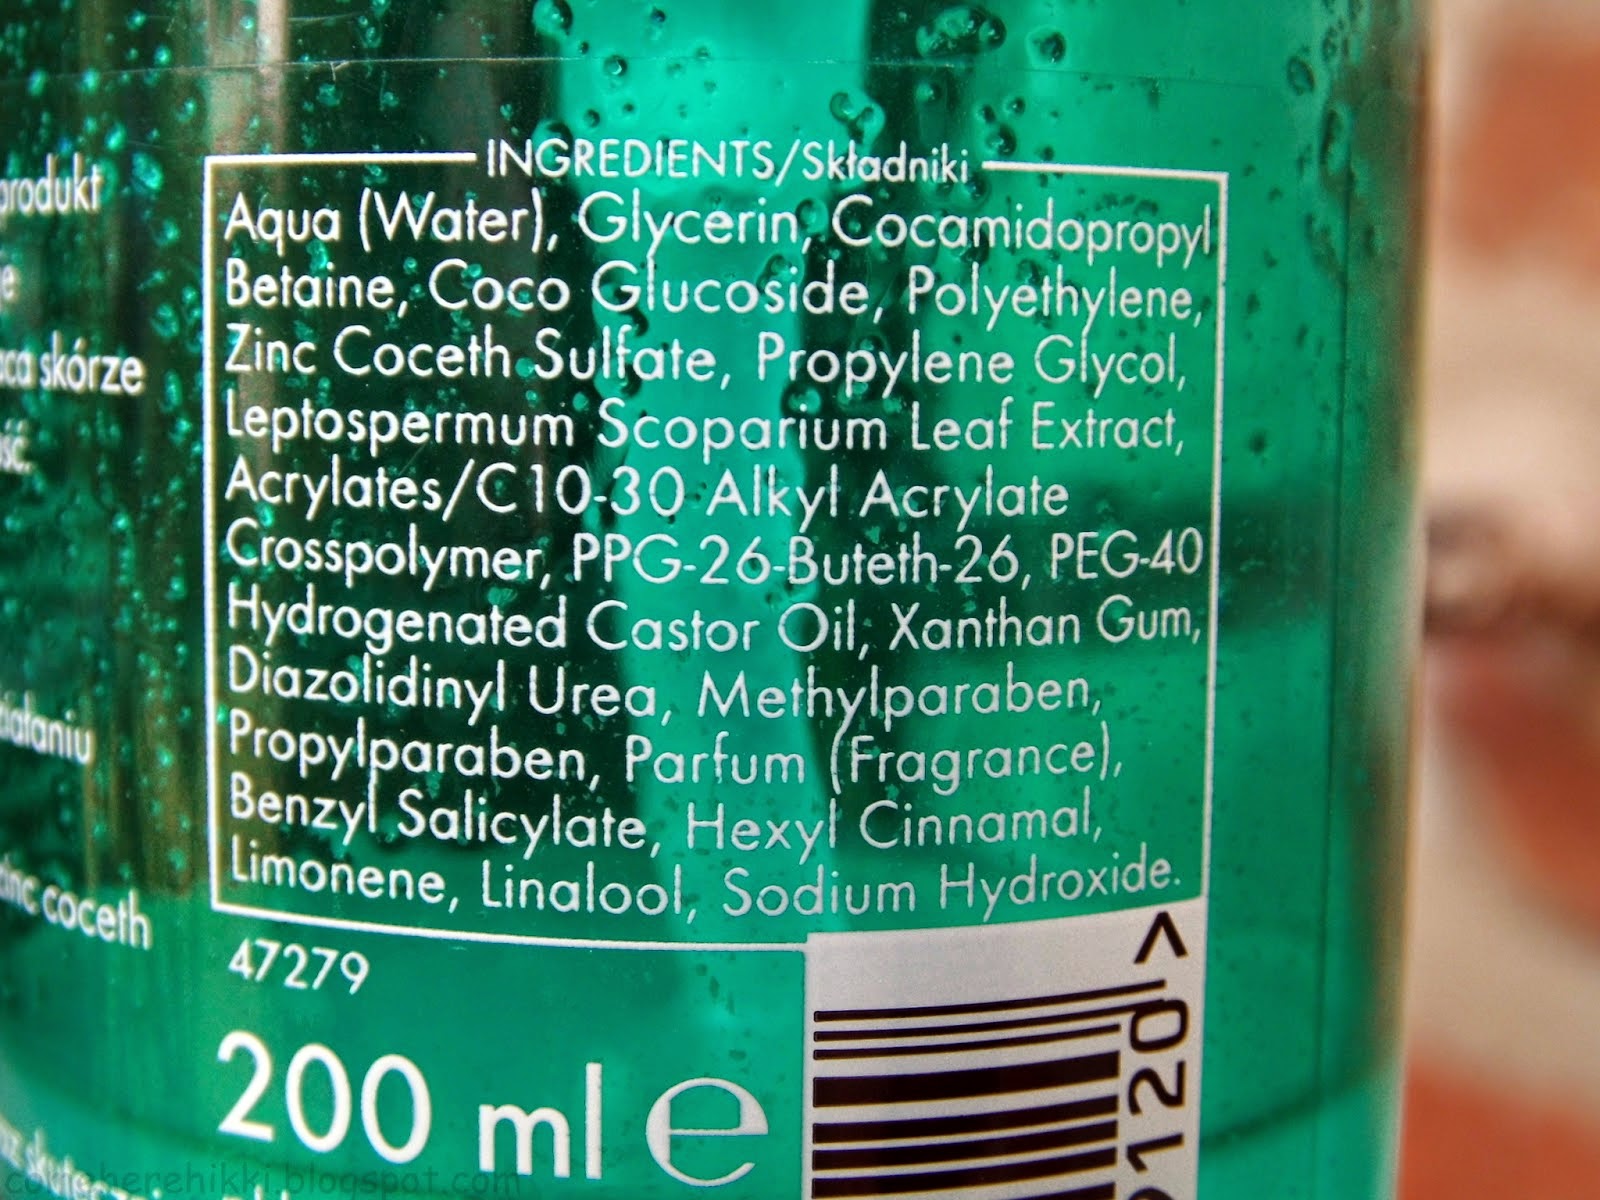 produkt
skórze
INGREDIENTS/Składniki
Aqua (Water), Glycerin, Cocamidopropyl
Betaine, Coco Glucoside, Polyethylene,
Zinc Coceth Sulfate, Propylene Glycol,
Leptospermum Scoparium Leaf Extract,
Acrylates/C10-30 Alkyl Acrylate
Crosspolymer, PPG-26-Buteth-26, PEG-40
Hydrogenated Castor Oil, Xanthan Gum,
Diazolidinyl Urea, Methylparaben,
Propylparaben, Parfum (Fragrance),
Benzyl Salicylate, Hexyl Cinnamal,
Limonene, Linalool, Sodium Hydroxide.
coceth
47279
200 ml e
0120>